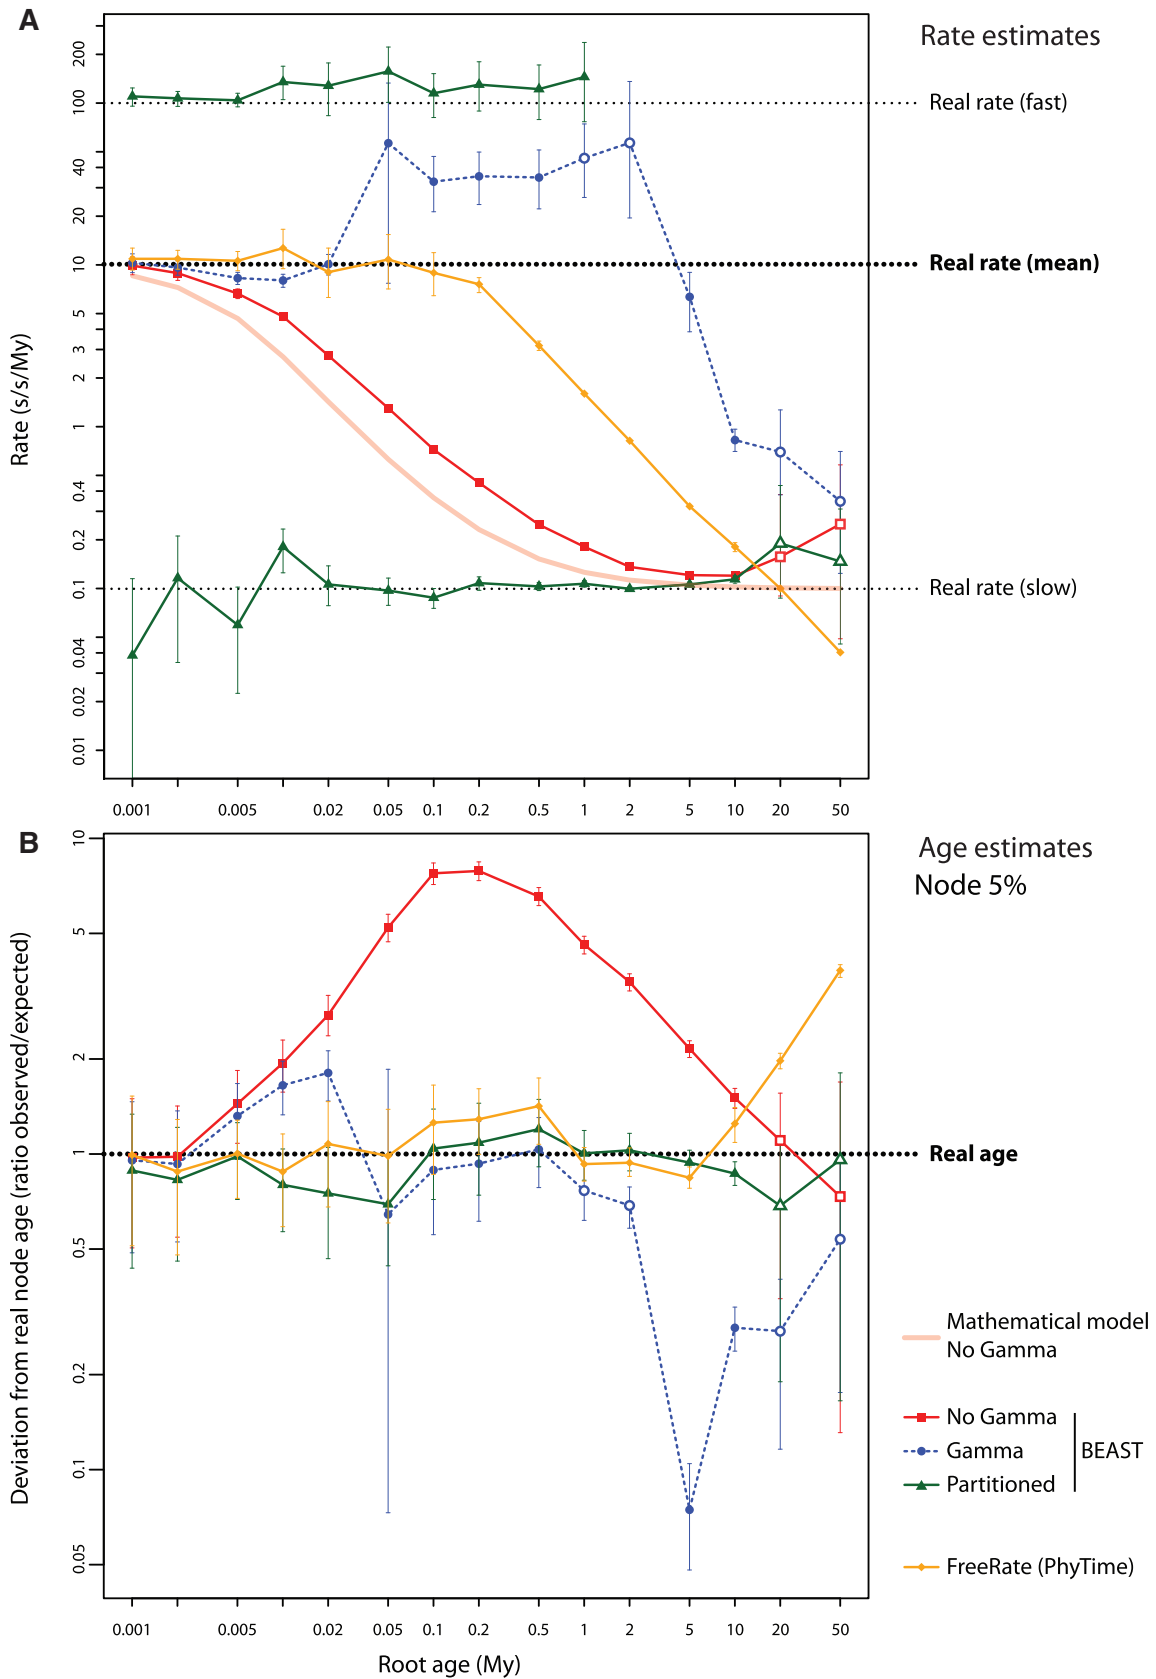 A
Rate estimates
200
100
40
20
10
5
3
2
1
0.4
0.2
0.1
0.04
0.02
0.01
Rate (s/s/My)
Real rate (fast)
Real rate (mean)
Real rate (slow)
0.001 0.005 0.02 0.05 0.1 0.2 0.5 1 2 5 10 20 50
B
Age estimates
Node 5%
10
5
2
1
0.5
0.2
0.1
0.05
Deviation from real node age (ratio observed/expected)
Real age
Mathematical model
No Gamma
No Gamma
Gamma
Partitioned
BEAST
FreeRate (PhyTime)
0.001 0.005 0.02 0.05 0.1 0.2 0.5 1 2 5 10 20 50
Root age (My)